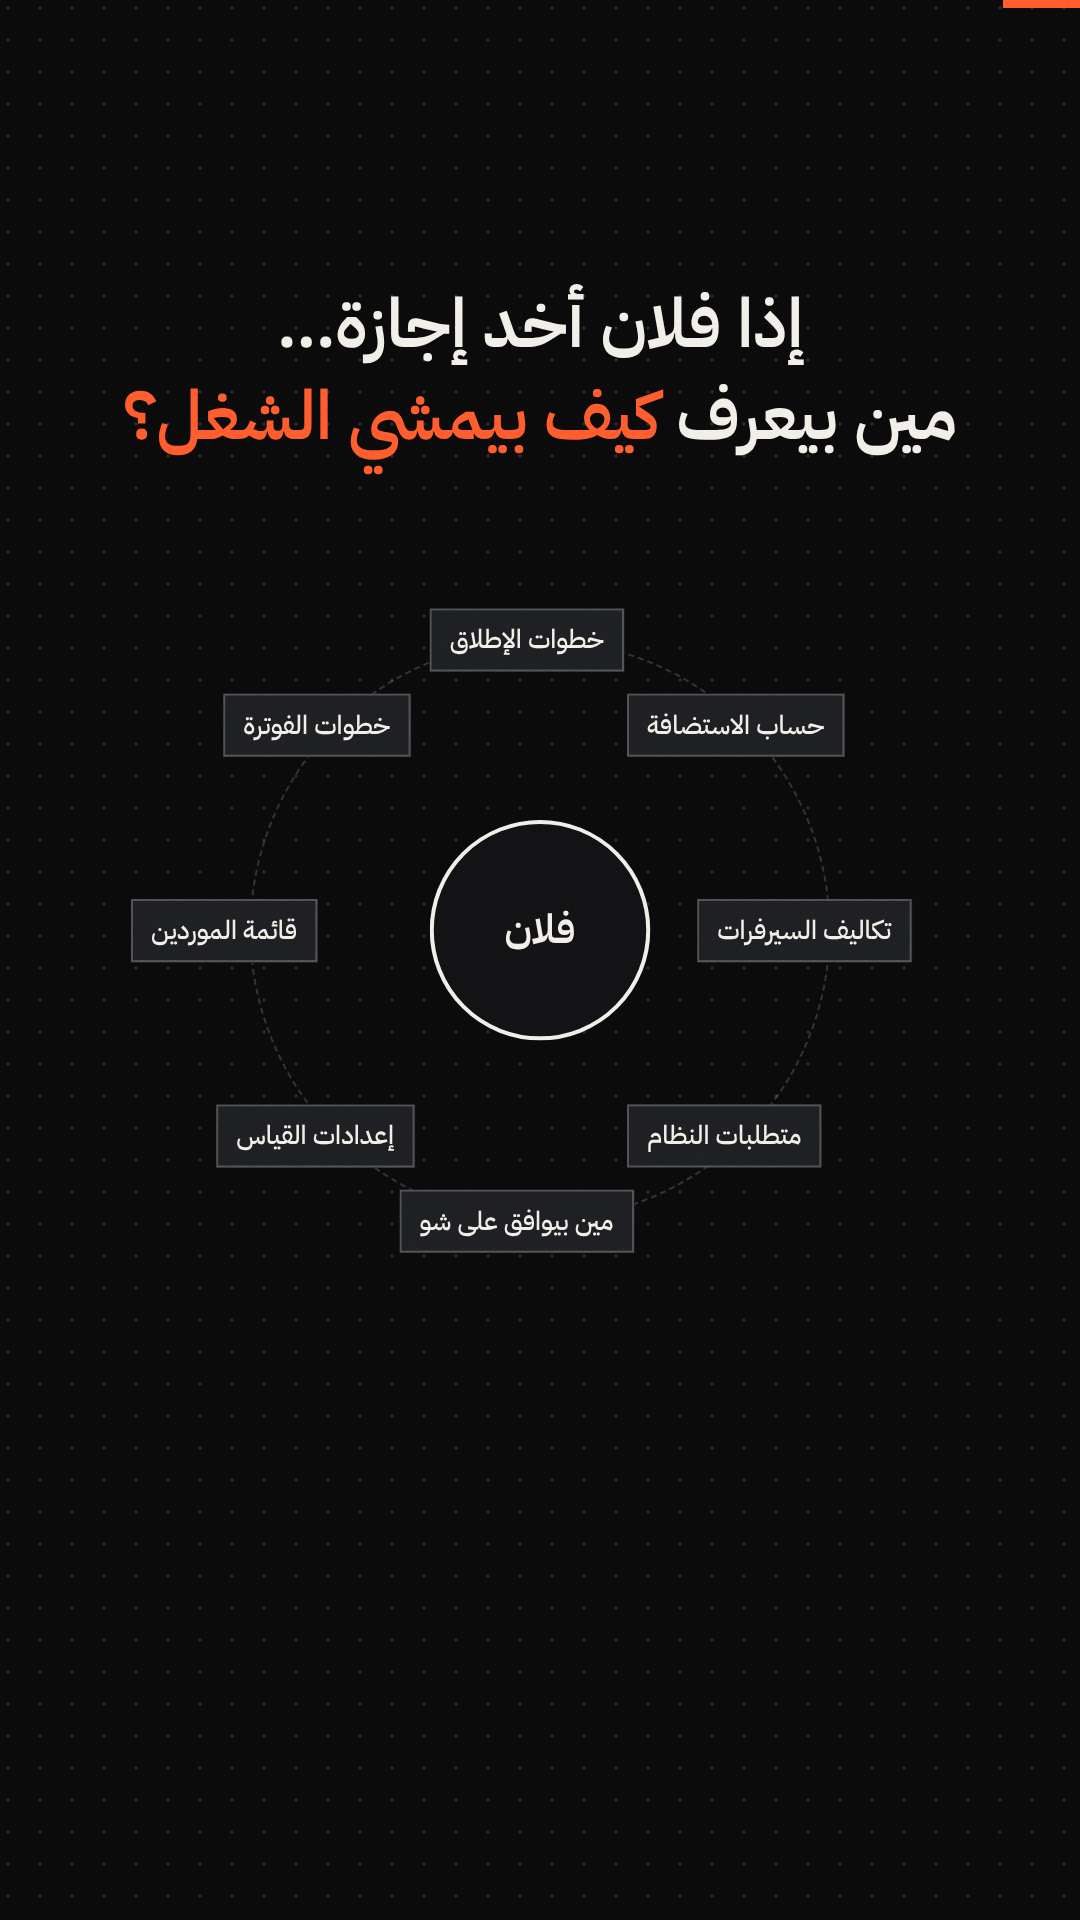 إذا فلان أخد إجازة...
مين بيعرف كيف بيمشي الشغل؟
خطوات الإطلاق
حساب الاستضافة
خطوات الفوترة
تكاليف السيرفرات
فلان
قائمة الموردين
متطلبات النظام
إعدادات القياس
مين بيوافق على شو